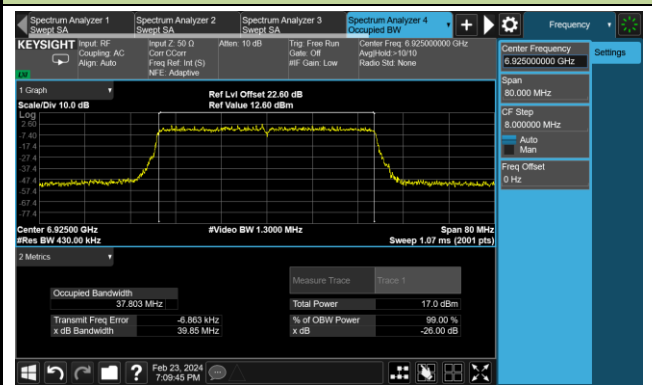 Spectrum Analyzer 1
Swept SA
Spectrum Analyzer 2
Swept SA
Spectrum Analyzer 3
Swept SA
Spectrum Analyzer 4
Occupied BW
Frequency
KEYSIGHT
Input: RF
Coupling: AC
Align: Auto
Input Z: 50 Ω
Corr CCorr
Freq Ref: Int (S)
NFE: Adaptive
Atten: 10 dB
Trig: Free Run
Gate: Off
#IF Gain: Low
Center Freq: 6.925000000 GHz
Avg|Hold:>10/10
Radio Std: None
LXI
1 Graph
Scale/Div 10.0 dB
Ref Lvl Offset 22.60 dB
Ref Value 12.60 dBm
Log
2.60
-7.40
-17.4
-27.4
-37.4
-47.4
-57.4
-67.4
-77.4
Center 6.92500 GHz
#Res BW 430.00 kHz
#Video BW 1.3000 MHz
Span 80 MHz
Sweep 1.07 ms (2001 pts)
2 Metrics
Measure Trace
Trace 1
Occupied Bandwidth
37.803 MHz
Total Power
17.0 dBm
Transmit Freq Error
-6.863 kHz
% of OBW Power
99.00 %
x dB Bandwidth
39.85 MHz
x dB
-26.00 dB
Center Frequency
6.925000000 GHz
Settings
Span
80.000 MHz
CF Step
8.000000 MHz
Auto
Man
Freq Offset
0 Hz
?
Feb 23, 2024
7:09:45 PM